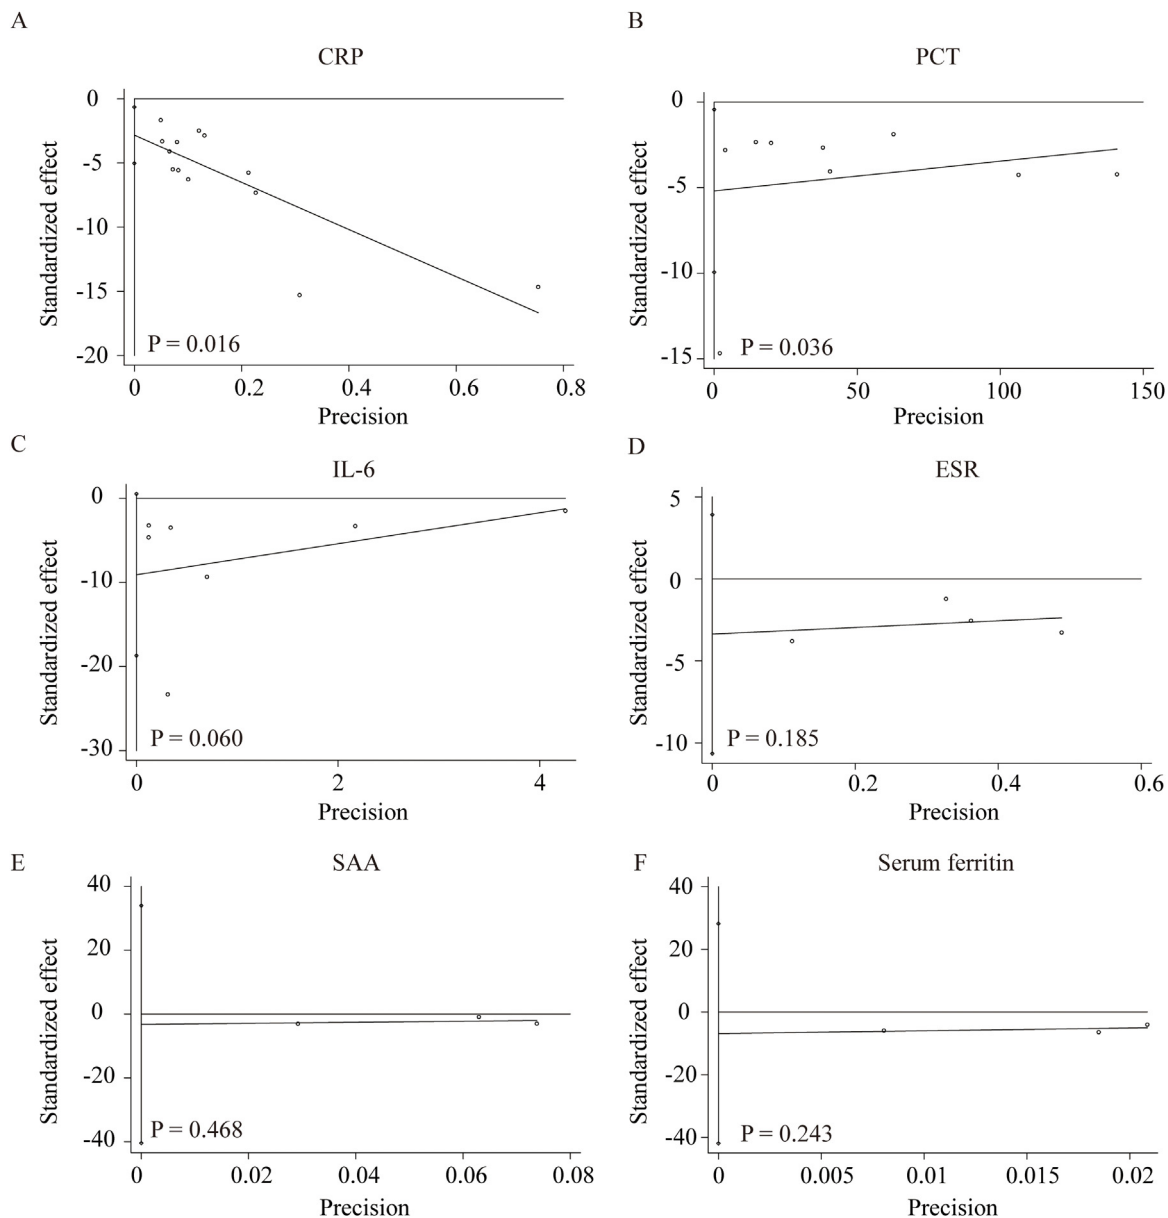 A
CRP
Standardized effect
0
-5
-10
-15
-20
P = 0.016
0 0.2 0.4 0.6 0.8
Precision
B
PCT
Standardized effect
0
-5
-10
-15
P = 0.036
0 50 100 150
Precision
C
IL-6
Standardized effect
0
-10
-20
-30
P = 0.060
0 2 4
Precision
D
ESR
Standardized effect
5
0
-5
-10
P = 0.185
0 0.2 0.4 0.6
Precision
E
SAA
Standardized effect
40
20
0
-20
-40
P = 0.468
0 0.02 0.04 0.06 0.08
Precision
F
Serum ferritin
Standardized effect
40
20
0
-20
-40
P = 0.243
0 0.005 0.01 0.015 0.02
Precision